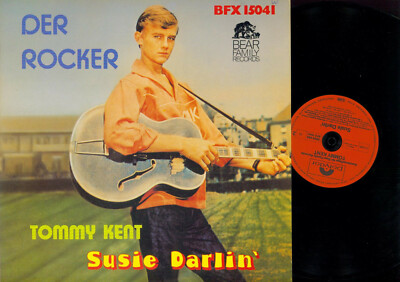 DER
ROCKER
BFX 15041
BEAR
FAMILY
RECORDS
TOMMY KENT
Susie Darlin'